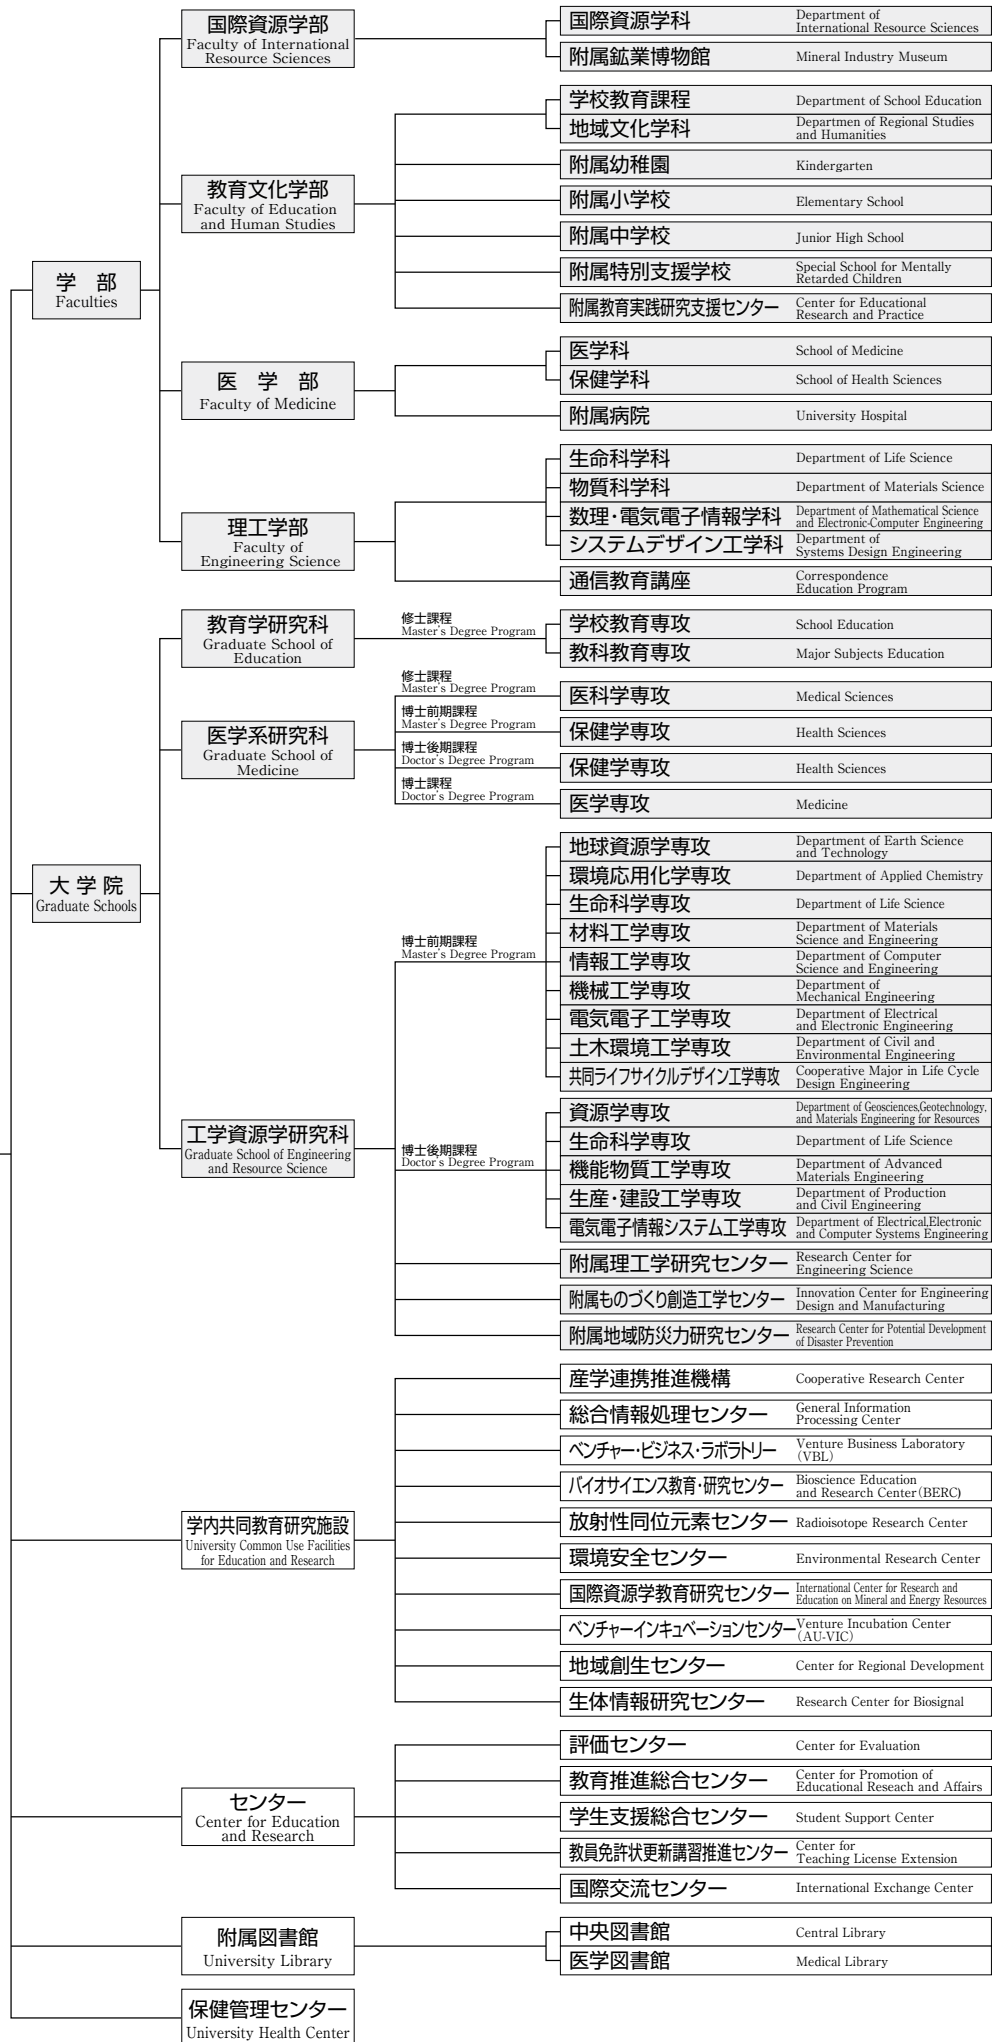 学　部
Faculties
国際資源学部
Faculty of International
Resource Sciences
国際資源学科
Department of
International Resource Sciences
附属鉱業博物館
Mineral Industry Museum
教育文化学部
Faculty of Education
and Human Studies
学校教育課程
Department of School Education
地域文化学科
Departmen of Regional Studies
and Humanities
附属幼稚園
Kindergarten
附属小学校
Elementary School
附属中学校
Junior High School
附属特別支援学校
Special School for Mentally
Retarded Children
附属教育実践研究支援センター
Center for Educational
Research and Practice
医　学　部
Faculty of Medicine
医学科
School of Medicine
保健学科
School of Health Sciences
附属病院
University Hospital
理工学部
Faculty of
Engineering Science
生命科学科
Department of Life Science
物質科学科
Department of Materials Science
数理・電気電子情報学科
Department of Mathematical Science
and Electronic-Computer Engineering
システムデザイン工学科
Department of
Systems Design Engineering
通信教育講座
Correspondence
Education Program
大 学 院
Graduate Schools
教育学研究科
Graduate School of
Education
修士課程
Master's Degree Program
学校教育専攻
School Education
教科教育専攻
Major Subjects Education
医学系研究科
Graduate School of
Medicine
修士課程
Master's Degree Program
医科学専攻
Medical Sciences
博士前期課程
Master's Degree Program
保健学専攻
Health Sciences
博士後期課程
Doctor's Degree Program
保健学専攻
Health Sciences
博士課程
Doctor's Degree Program
医学専攻
Medicine
工学資源学研究科
Graduate School of Engineering
and Resource Science
博士前期課程
Master's Degree Program
地球資源学専攻
Department of Earth Science
and Technology
環境応用化学専攻
Department of Applied Chemistry
生命科学専攻
Department of Life Science
材料工学専攻
Department of Materials
Science and Engineering
情報工学専攻
Department of Computer
Science and Engineering
機械工学専攻
Department of
Mechanical Engineering
電気電子工学専攻
Department of Electrical
and Electronic Engineering
土木環境工学専攻
Department of Civil and
Environmental Engineering
共同ライフサイクルデザイン工学専攻
Cooperative Major in Life Cycle
Design Engineering
博士後期課程
Doctor's Degree Program
資源学専攻
Department of Geosciences,Geotechnology,
and Materials Engineering for Resources
生命科学専攻
Department of Life Science
機能物質工学専攻
Department of Advanced
Materials Engineering
生産・建設工学専攻
Department of Production
and Civil Engineering
電気電子情報システム工学専攻
Department of Electrical,Electronic
and Computer Systems Engineering
附属理工学研究センター
Research Center for
Engineering Science
附属ものづくり創造工学センター
Innovation Center for Engineering
Design and Manufacturing
附属地域防災力研究センター
Research Center for Potential Development
of Disaster Prevention
学内共同教育研究施設
University Common Use Facilities
for Education and Research
産学連携推進機構
Cooperative Research Center
総合情報処理センター
General Information
Processing Center
ベンチャー・ビジネス・ラボラトリー
Venture Business Laboratory
(VBL)
バイオサイエンス教育・研究センター
Bioscience Education
and Research Center(BERC)
放射性同位元素センター
Radioisotope Research Center
環境安全センター
Environmental Research Center
国際資源学教育研究センター
International Center for Research and
Education on Mineral and Energy Resources
ベンチャーインキュベーションセンター
Venture Incubation Center
(AU-VIC)
地域創生センター
Center for Regional Development
生体情報研究センター
Research Center for Biosignal
センター
Center for Education
and Research
評価センター
Center for Evaluation
教育推進総合センター
Center for Promotion of
Educational Reseach and Affairs
学生支援総合センター
Student Support Center
教員免許状更新講習推進センター
Center for
Teaching License Extension
国際交流センター
International Exchange Center
附属図書館
University Library
中央図書館
Central Library
医学図書館
Medical Library
保健管理センター
University Health Center